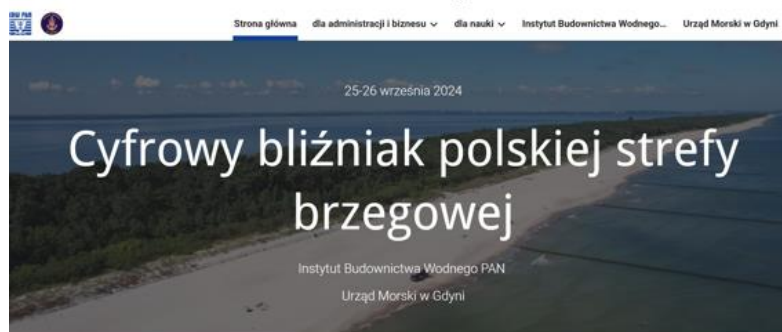 Strona główna dla administracji i biznesu dla nauki Instytut Budownictwa Wodnego... Urząd Morski w Gdyni
25-26 września 2024
Cyfrowy bliźniak polskiej strefy
brzegowej
Instytut Budownictwa Wodnego PAN
Urząd Morski w Gdyni